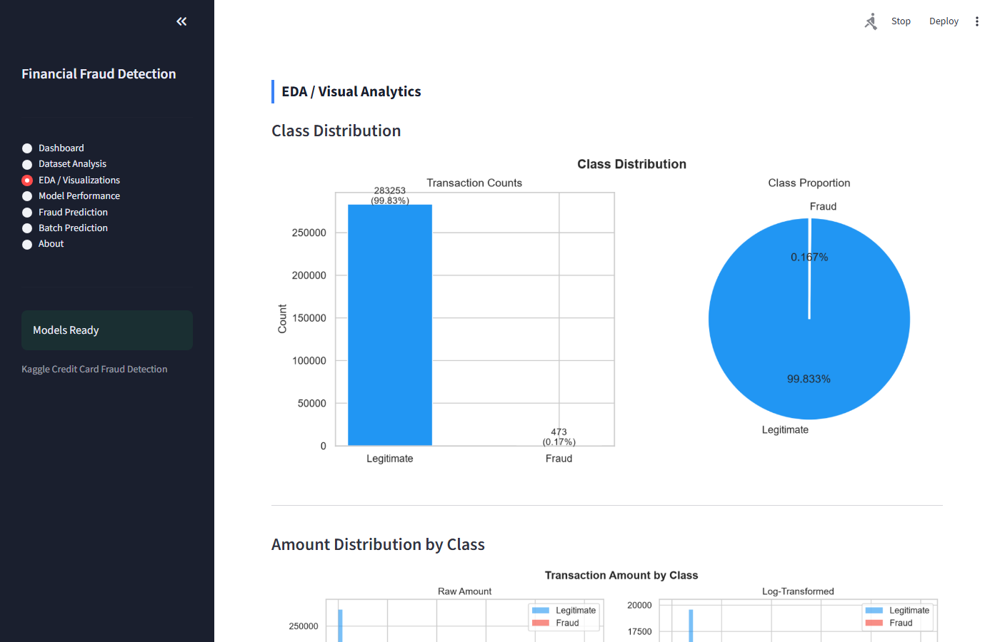 Stop
Deploy
Financial Fraud Detection
Dashboard
Dataset Analysis
EDA / Visualizations
Model Performance
Fraud Prediction
Batch Prediction
About
Models Ready
Kaggle Credit Card Fraud Detection
EDA / Visual Analytics
Class Distribution
Class Distribution
Transaction Counts
283253
(99.83%)
250000
200000
150000
100000
50000
0
Count
473
(0.17%)
Legitimate
Fraud
Class Proportion
Fraud
0.167%
99.833%
Legitimate
Amount Distribution by Class
Transaction Amount by Class
Raw Amount
Legitimate
Fraud
250000
Log-Transformed
20000
17500
Legitimate
Fraud